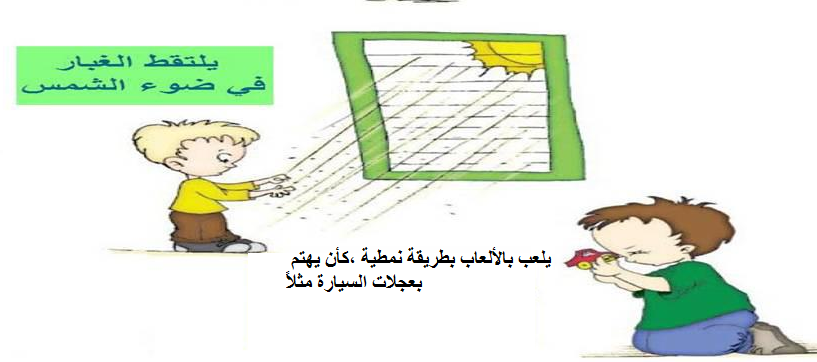 يلتقط الغبار
في ضوء الشمس
يلعب بالألعاب بطريقة نمطية ،كأن يهتم
بعجلات السيارة مثلاً